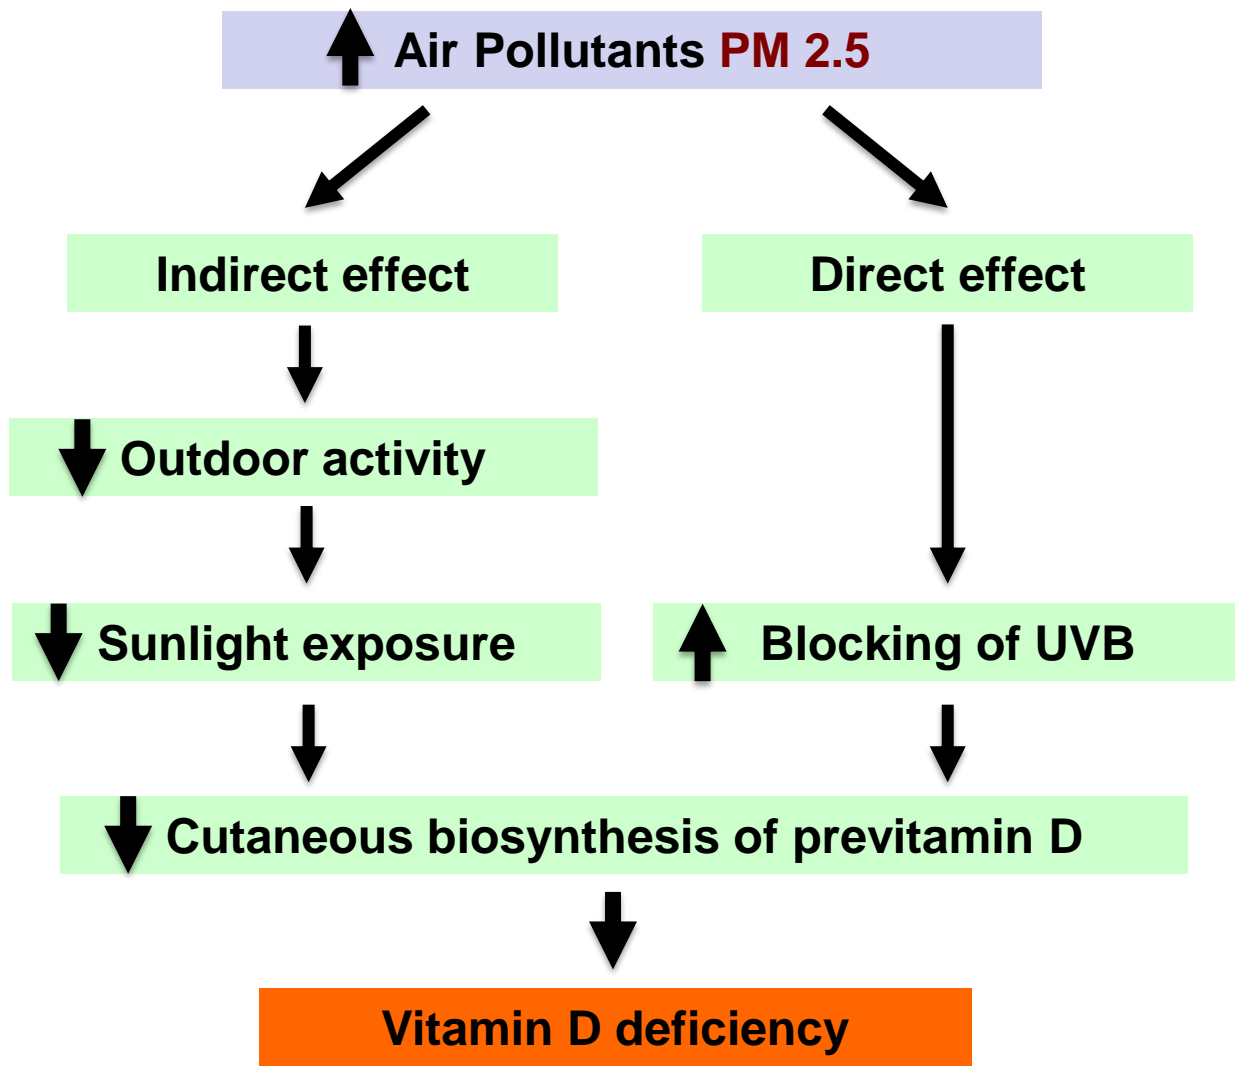 Air Pollutants PM 2.5
Indirect effect
Direct effect
Outdoor activity
Sunlight exposure
Blocking of UVB
Cutaneous biosynthesis of previtamin D
Vitamin D deficiency